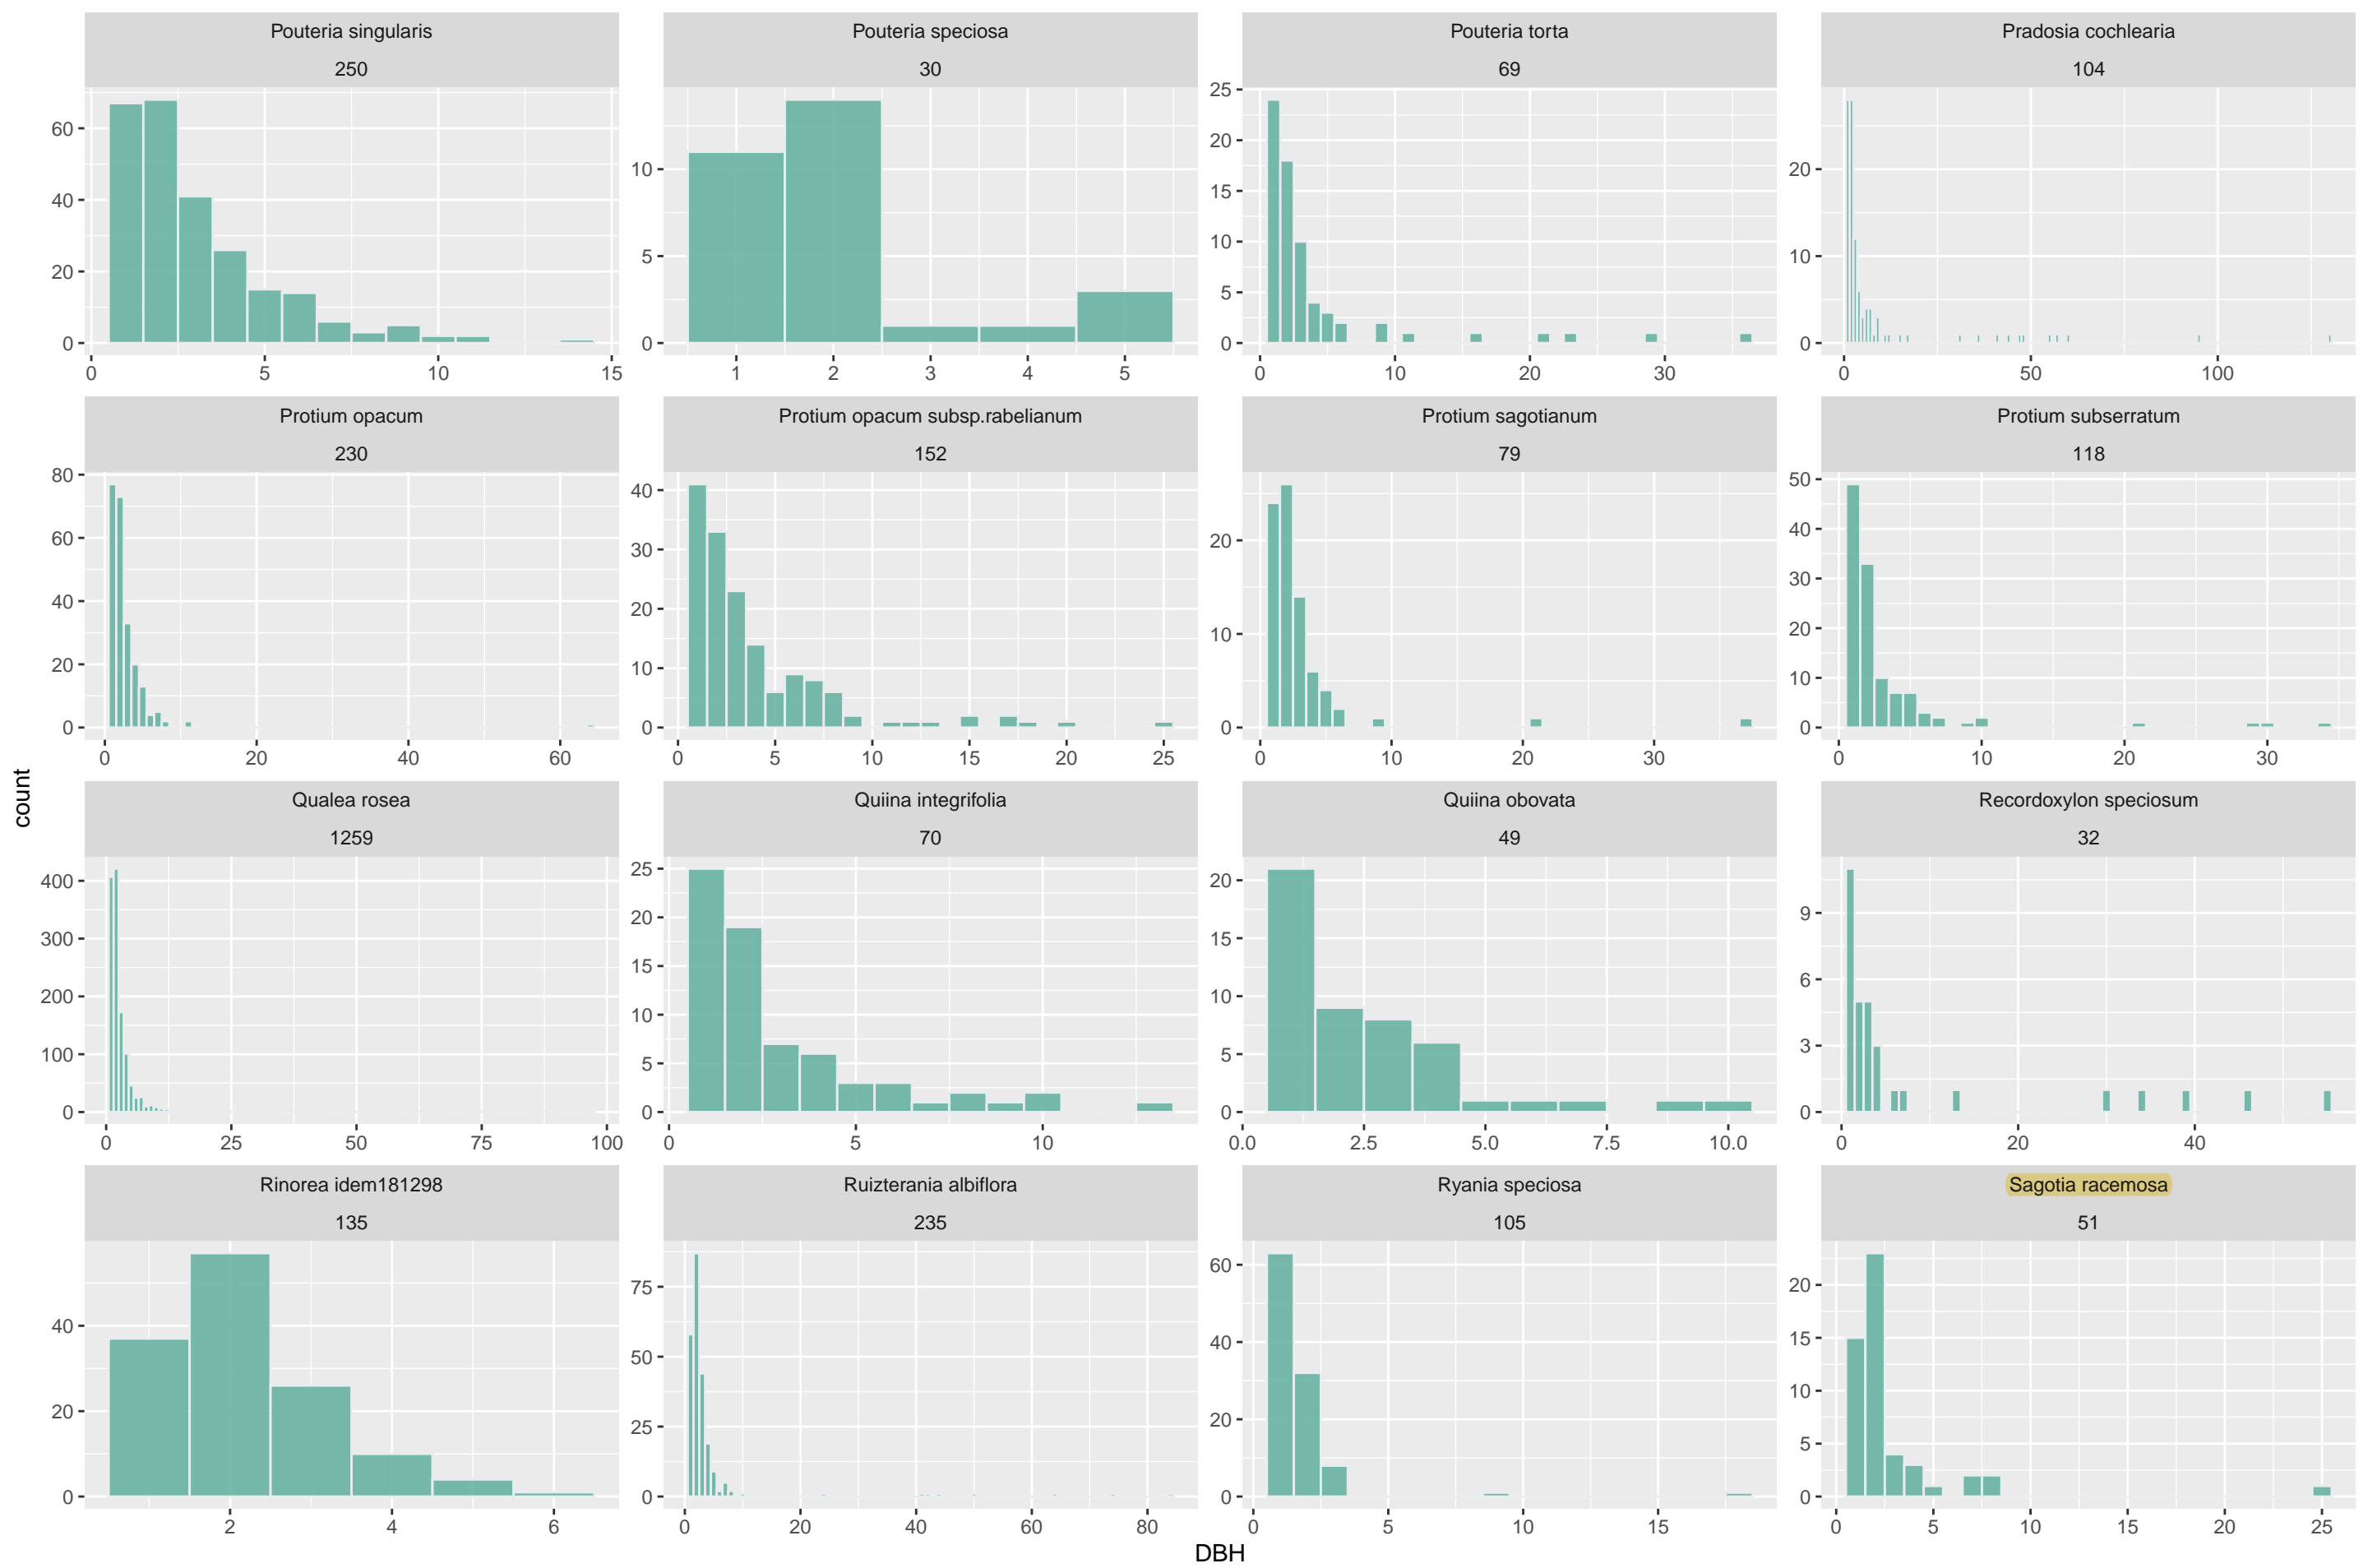 Pouteria singularis
250
Pouteria speciosa
30
Pouteria torta
69
Pradosia cochlearia
104
60
40
20
0
0 5 10 15
10
5
0
1 2 3 4 5
25
20
15
10
5
0
0 10 20 30
20
10
0
0 50 100
Protium opacum
230
Protium opacum subsp.rabelianum
152
Protium sagotianum
79
Protium subserratum
118
80
60
40
20
0
0 20 40 60
40
30
20
10
0
0 5 10 15 20 25
20
10
0
0 10 20 30
50
40
30
20
10
0
0 10 20 30
count
Qualea rosea
1259
Quiina integrifolia
70
Quiina obovata
49
Recordoxylon speciosum
32
400
300
200
100
0
0 25 50 75 100
25
20
15
10
5
0
0 5 10
20
15
10
5
0
0.0 2.5 5.0 7.5 10.0
9
6
3
0
0 20 40
Rinorea idem181298
135
Ruizterania albiflora
235
Ryania speciosa
105
Sagotia racemosa
51
40
20
0
2 4 6
75
50
25
0
0 20 40 60 80
60
40
20
0
0 5 10 15
20
15
10
5
0
0 5 10 15 20 25
DBH